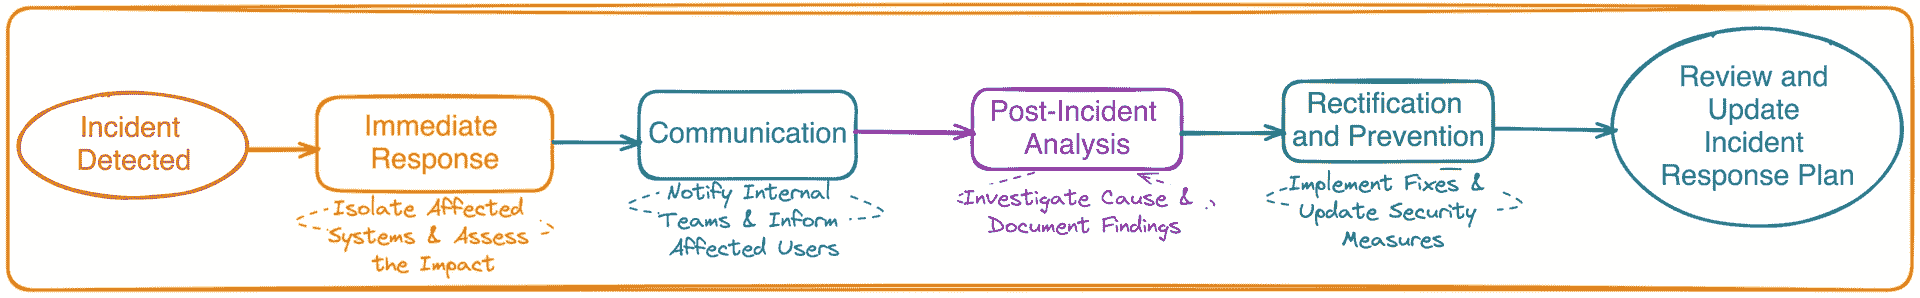 Incident
Detected
Immediate
Response
Isolate Affected
Systems & Assess
the Impact
Communication
Notify Internal
Teams & Inform
Affected Users
Post-Incident
Analysis
Investigate Cause &
Document Findings
Rectification
and Prevention
Implement Fixes &
Update Security
Measures
Review and
Update
Incident
Response Plan